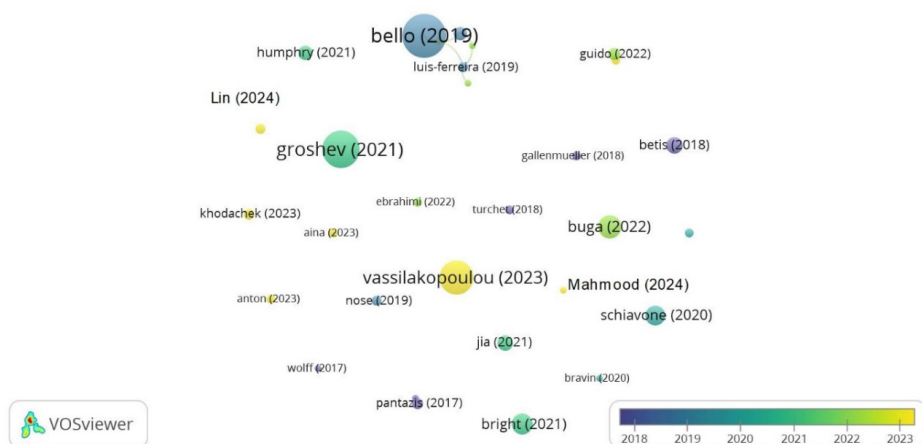 bello (2019)
humphry (2021)
luis-ferreira (2019)
guido (2022)
Lin (2024)
groshev (2021)
betis (2018)
gallenmueller (2018)
ebrahimi (2022)
turchet (2018)
khodachek (2023)
aina (2023)
buga (2022)
vassilakopoulou (2023)
Mahmood (2024)
anton (2023)
nose (2019)
schiavone (2020)
jia (2021)
wolff (2017)
bravin (2020)
pantazis (2017)
bright (2021)
VOSviewer
2018 2019 2020 2021 2022 2023